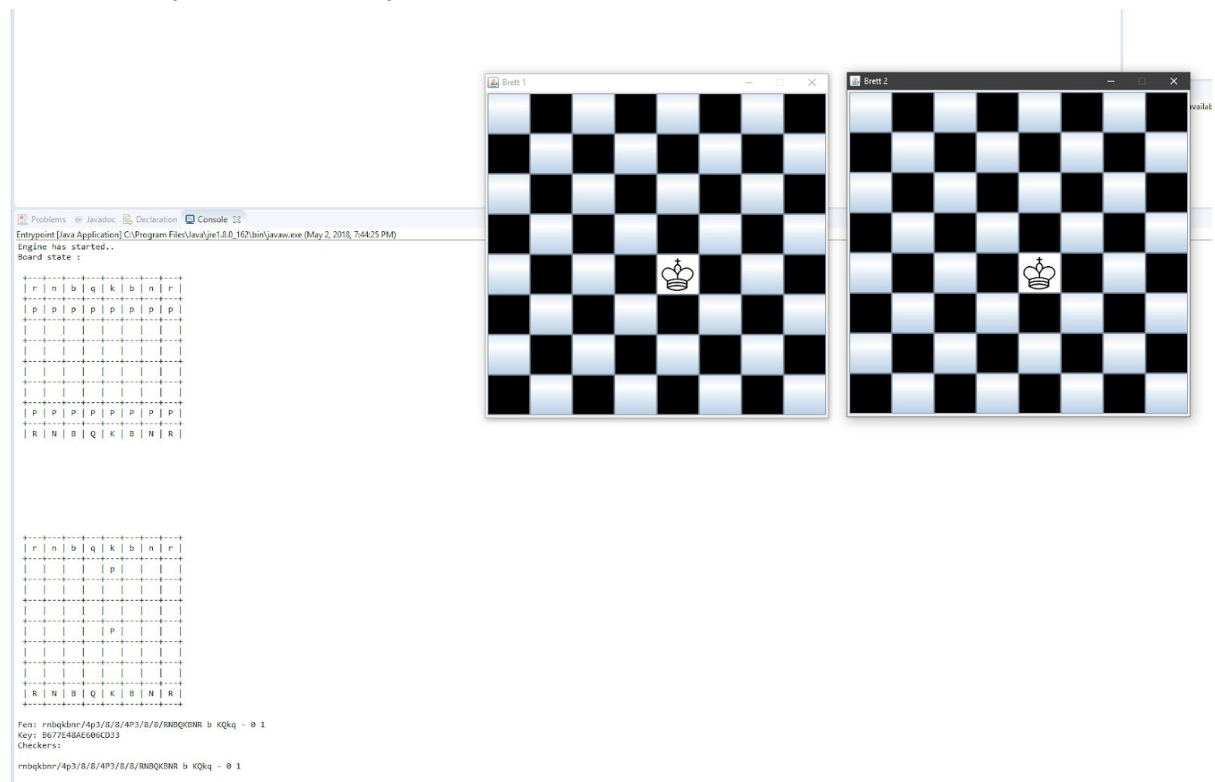 Brett 1
Brett 2
availab
Problems @ Javadoc Declaration Console
Entrypoint [Java Application] C:\Program Files\Java\jre1.8.0_162\bin\javaw.exe (May 2, 2018, 7:44:25 PM)
Engine has started..
Board state :
+---+---+---+---+---+---+---+---+
| r | n | b | q | k | b | n | r |
+---+---+---+---+---+---+---+---+
| p | p | p | p | p | p | p | p |
+---+---+---+---+---+---+---+---+
| | | | | | | | |
+---+---+---+---+---+---+---+---+
| | | | | | | | |
+---+---+---+---+---+---+---+---+
| | | | | | | | |
+---+---+---+---+---+---+---+---+
| | | | | | | | |
+---+---+---+---+---+---+---+---+
| P | P | P | P | P | P | P | P |
+---+---+---+---+---+---+---+---+
| R | N | B | Q | K | B | N | R |
+---+---+---+---+---+---+---+---+
| r | n | b | q | k | b | n | r |
+---+---+---+---+---+---+---+---+
| | | | | p | | | |
+---+---+---+---+---+---+---+---+
| | | | | | | | |
+---+---+---+---+---+---+---+---+
| | | | | | | | |
+---+---+---+---+---+---+---+---+
| | | | | P | | | |
+---+---+---+---+---+---+---+---+
| | | | | | | | |
+---+---+---+---+---+---+---+---+
| | | | | | | | |
+---+---+---+---+---+---+---+---+
| R | N | B | Q | K | B | N | R |
+---+---+---+---+---+---+---+---+
Fen: rnbqkbnr/4p3/8/8/4P3/8/8/RNBQKBNR b KQkq - 0 1
Key: B677E48AE606CD33
Checkers:
rnbqkbnr/4p3/8/8/4P3/8/8/RNBQKBNR b KQkq - 0 1